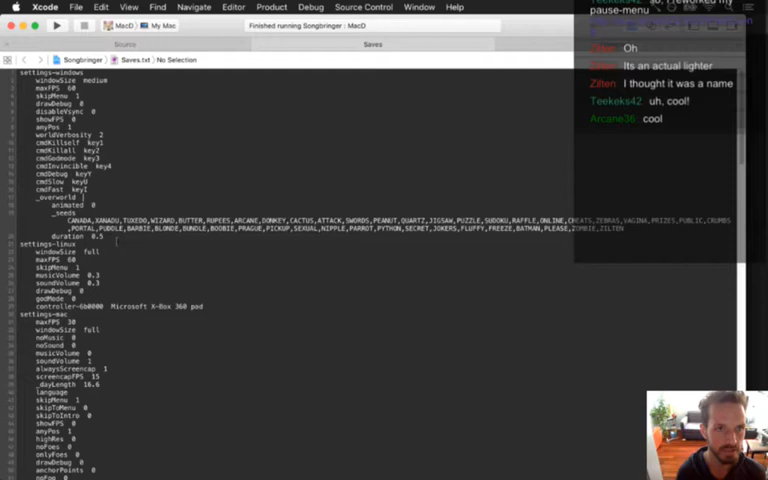 Xcode File Edit View Find Navigate Editor Product Debug Source Control Window Help
pause-menu
MacD My Mac
Finished running Songbringer : MacD
Source
Saves
Songbringer Saves.txt No Selection
Oh
Its an actual lighter
Zilten I thought it was a name
Teekeks42 uh, cool!
Arcane36 cool
settings-windows
windowSize medium
maxFPS 60
skipMenu 1
drawDebug 0
disableVsync 0
showFPS 0
anyPos 1
worldVerbosity 2
cmdKillself key1
cmdKillall key2
cmdGodmode key3
cmdInvincible key4
cmdDebug keyY
cmdSlow keyU
cmdFast keyI
_overworld
animated 0
_seeds
CANADA,XANADU,TUXEDO,WIZARD,BUTTER,RUPEES,ARCANE,DONKEY,CACTUS,ATTACK,SWORDS,PEANUT,QUARTZ,JIGSAW,PUZZLE,SUDOKU,RAFFLE,ONLINE,CHEATS,ZEBRAS,VAGINA,PRIZES,PUBLIC,CRUMBS
,PORTAL,PUDDLE,BARBIE,BLONDE,BUNDLE,BOOBIE,PRAGUE,PICKUP,SEXUAL,NIPPLE,PARROT,PYTHON,SECRET,JOKERS,FLUFFY,FREEZE,BATMAN,PLEASE,ZOMBIE,ZILTEN
duration 0.5
settings-linux
windowSize full
maxFPS 60
skipMenu 1
musicVolume 0.3
soundVolume 0.3
drawDebug 0
godMode 0
controller-6b0000 Microsoft X-Box 360 pad
settings-mac
maxFPS 30
windowSize full
noMusic 0
noSound 0
musicVolume 0
soundVolume 1
alwaysScreencap 1
screencapFPS 15
_dayLength 16.6
language
skipMenu 1
skipToMenu 0
skipToIntro 0
showFPS 0
anyPos 1
highRes 0
noFoes 0
onlyFoes 0
drawDebug 0
anchorPoints 0
noFog 0